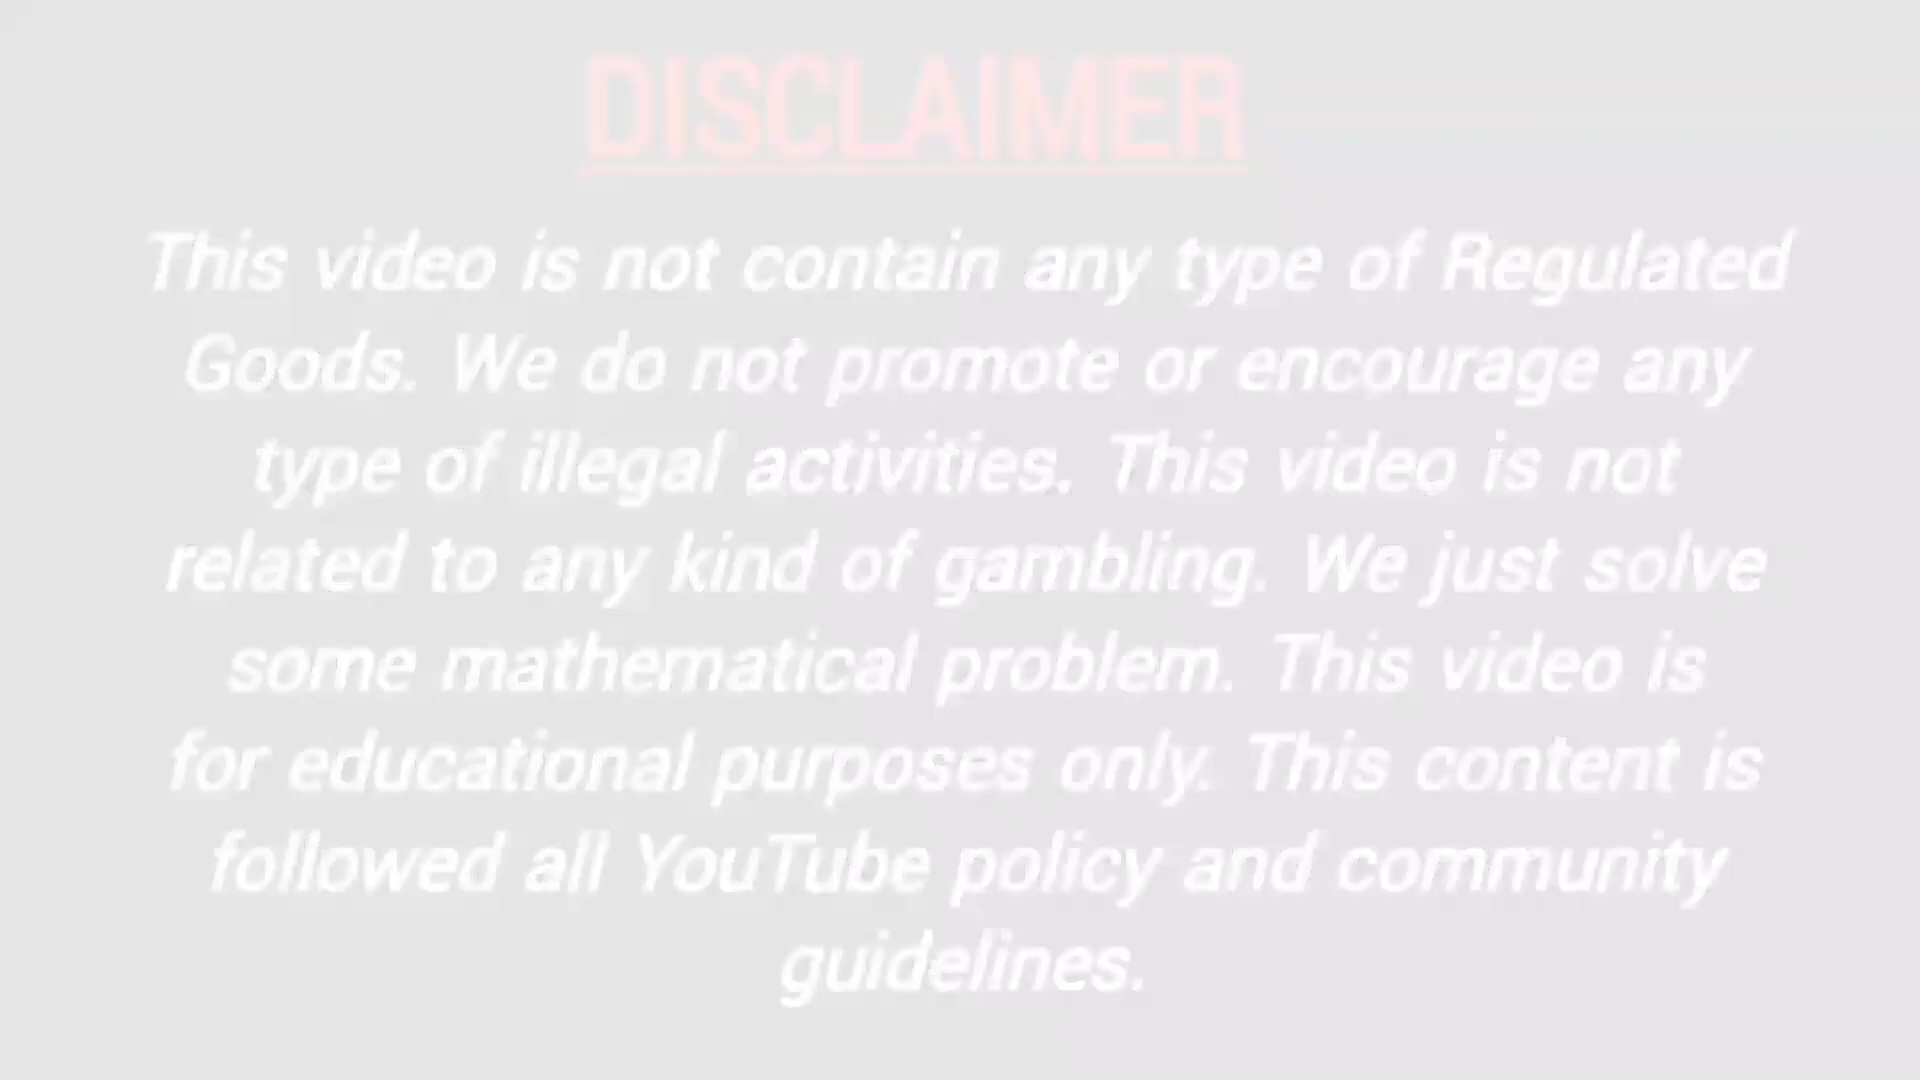 DISCLAIMER
This video is not contain any type of Regulated
Goods. We do not promote or encourage any
type of illegal activities. This video is not
related to any kind of gambling. We just solve
some mathematical problem. This video is
for educational purposes only. This content is
followed all YouTube policy and community
guidelines.